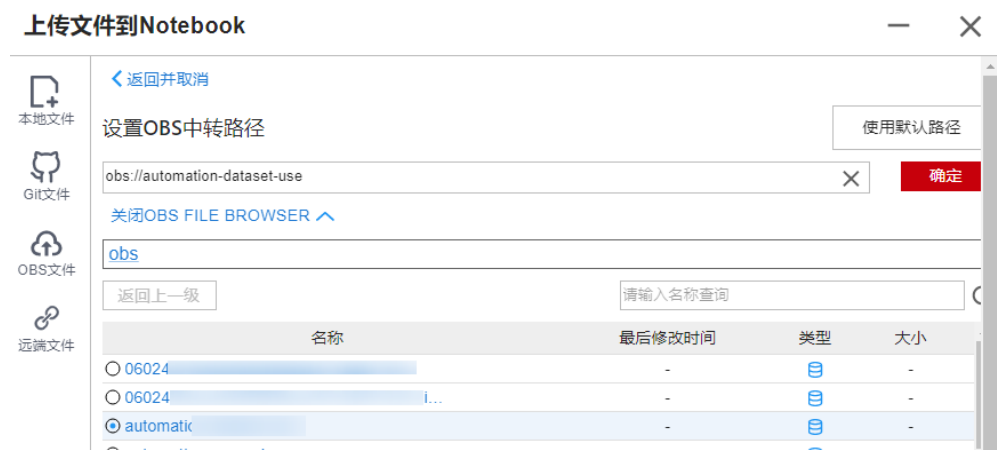 上传文件到Notebook
返回并取消
本地文件
设置OBS中转路径
使用默认路径
Git文件
obs://automation-dataset-use
确定
关闭OBS FILE BROWSER
OBS文件
obs
返回上一级
请输入名称查询
远端文件
名称 最后修改时间 类型 大小
06024 - -
06024 i... - -
automatic - -